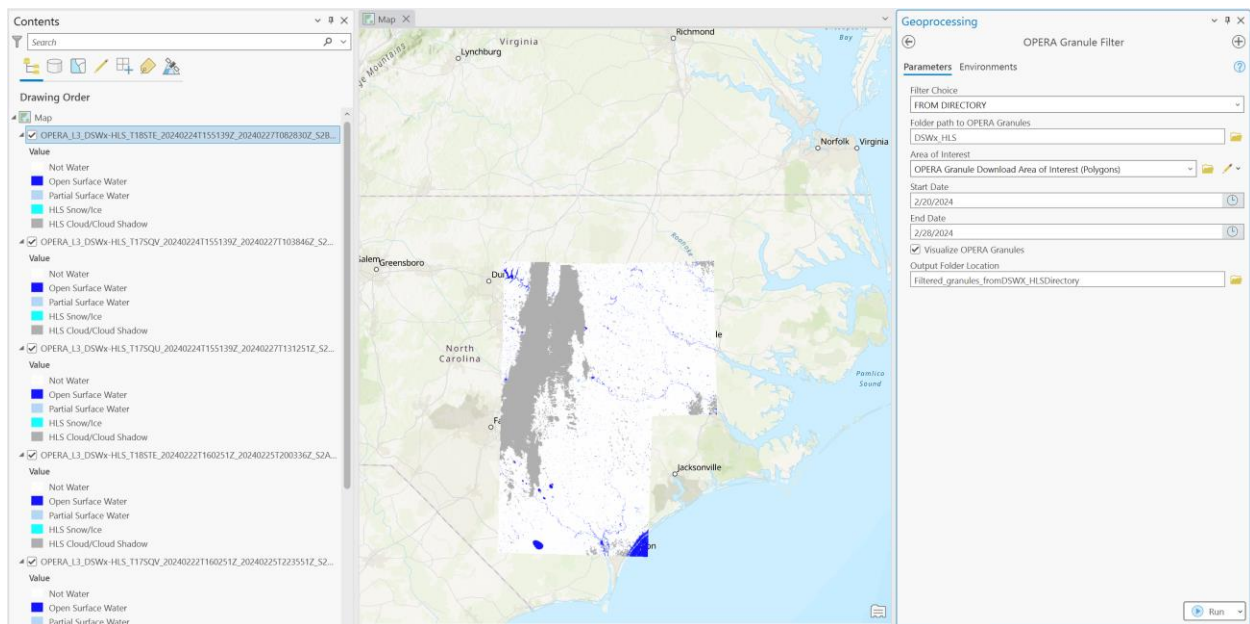 Contents
Search
Drawing Order
Map
OPERA_L3_DSWx-HLS_T18STE_20240224T155139Z_20240227T082830Z_S2B...
Value
Not Water
Open Surface Water
Partial Surface Water
HLS Snow/Ice
HLS Cloud/Cloud Shadow
OPERA_L3_DSWx-HLS_T17SQV_20240224T155139Z_20240227T103846Z_S2...
Value
Not Water
Open Surface Water
Partial Surface Water
HLS Snow/Ice
HLS Cloud/Cloud Shadow
OPERA_L3_DSWx-HLS_T17SQU_20240224T155139Z_20240227T131251Z_S2...
Value
Not Water
Open Surface Water
Partial Surface Water
HLS Snow/Ice
HLS Cloud/Cloud Shadow
OPERA_L3_DSWx-HLS_T18STE_20240222T160251Z_20240225T200336Z_S2A...
Value
Not Water
Open Surface Water
Partial Surface Water
HLS Snow/Ice
HLS Cloud/Cloud Shadow
OPERA_L3_DSWx-HLS_T17SQV_20240222T160251Z_20240225T223551Z_S2...
Value
Not Water
Open Surface Water
Partial Surface Water
Map
Richmond
Bay
Virginia
Lynchburg
Mountains
Norfolk
Virginia
Roanoke
Salem
Greensboro
Du
le
North
Carolina
Pamlico
Sound
Fa
Jacksonville
on
Geoprocessing
OPERA Granule Filter
Parameters
Environments
Filter Choice
FROM DIRECTORY
Folder path to OPERA Granules
DSWx_HLS
Area of Interest
OPERA Granule Download Area of Interest (Polygons)
Start Date
2/20/2024
End Date
2/28/2024
Visualize OPERA Granules
Output Folder Location
Filtered_granules_fromDSWX_HLSDirectory
Run